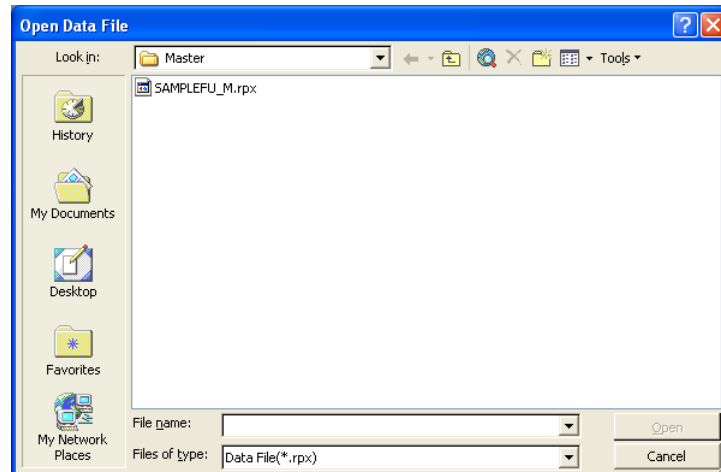 Open Data File
Look in: Master Tools
SAMPLEFU_M.rpx
History
My Documents
Desktop
Favorites
My Network
Places
File name: Open
Files of type: Data File(*.rpx) Cancel